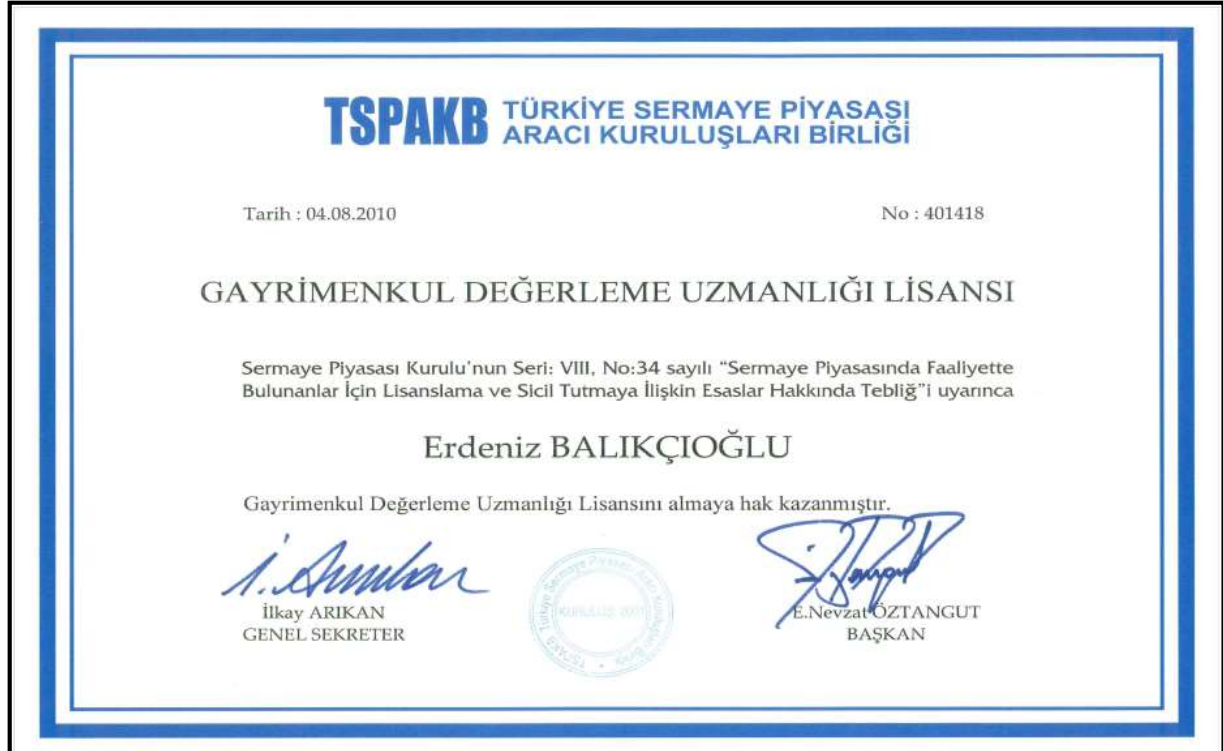 TSPAKB TÜRKİYE SERMAYE PİYASASI
ARACI KURULUŞLARI BİRLİĞİ
Tarih : 04.08.2010 No : 401418
GAYRİMENKUL DEĞERLEME UZMANLIĞI LİSANSI
Sermaye Piyasası Kurulu'nun Seri: VIII, No:34 sayılı “Sermaye Piyasasında Faaliyette
Bulunanlar İçin Lisanslama ve Sicil Tutmaya İlişkin Esaslar Hakkında Tebliğ”i uyarınca
Erdeniz BALIKÇIOĞLU
Gayrimenkul Değerleme Uzmanlığı Lisansını almaya hak kazanmıştır.
İlkay ARIKAN
GENEL SEKRETER
E.Nevzat ÖZTANGUT
BAŞKAN
KURULUŞ 2001